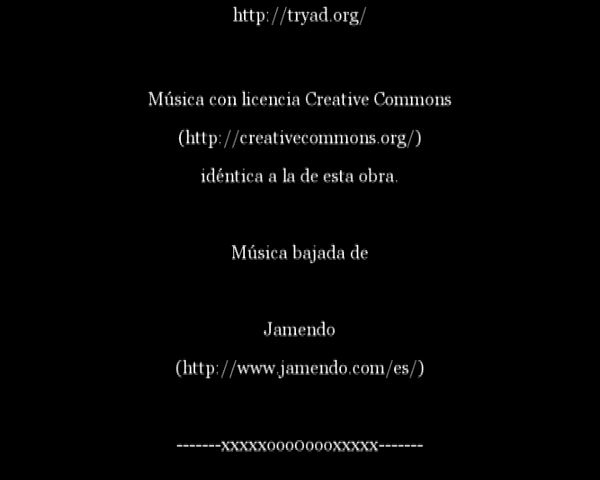 http://tryad.org/
Música con licencia Creative Commons
(http://creativecommons.org/)
idéntica a la de esta obra.
Música bajada de
Jamendo
(http://www.jamendo.com/es/)
-------xxxxxooo0oooxxxxx-------